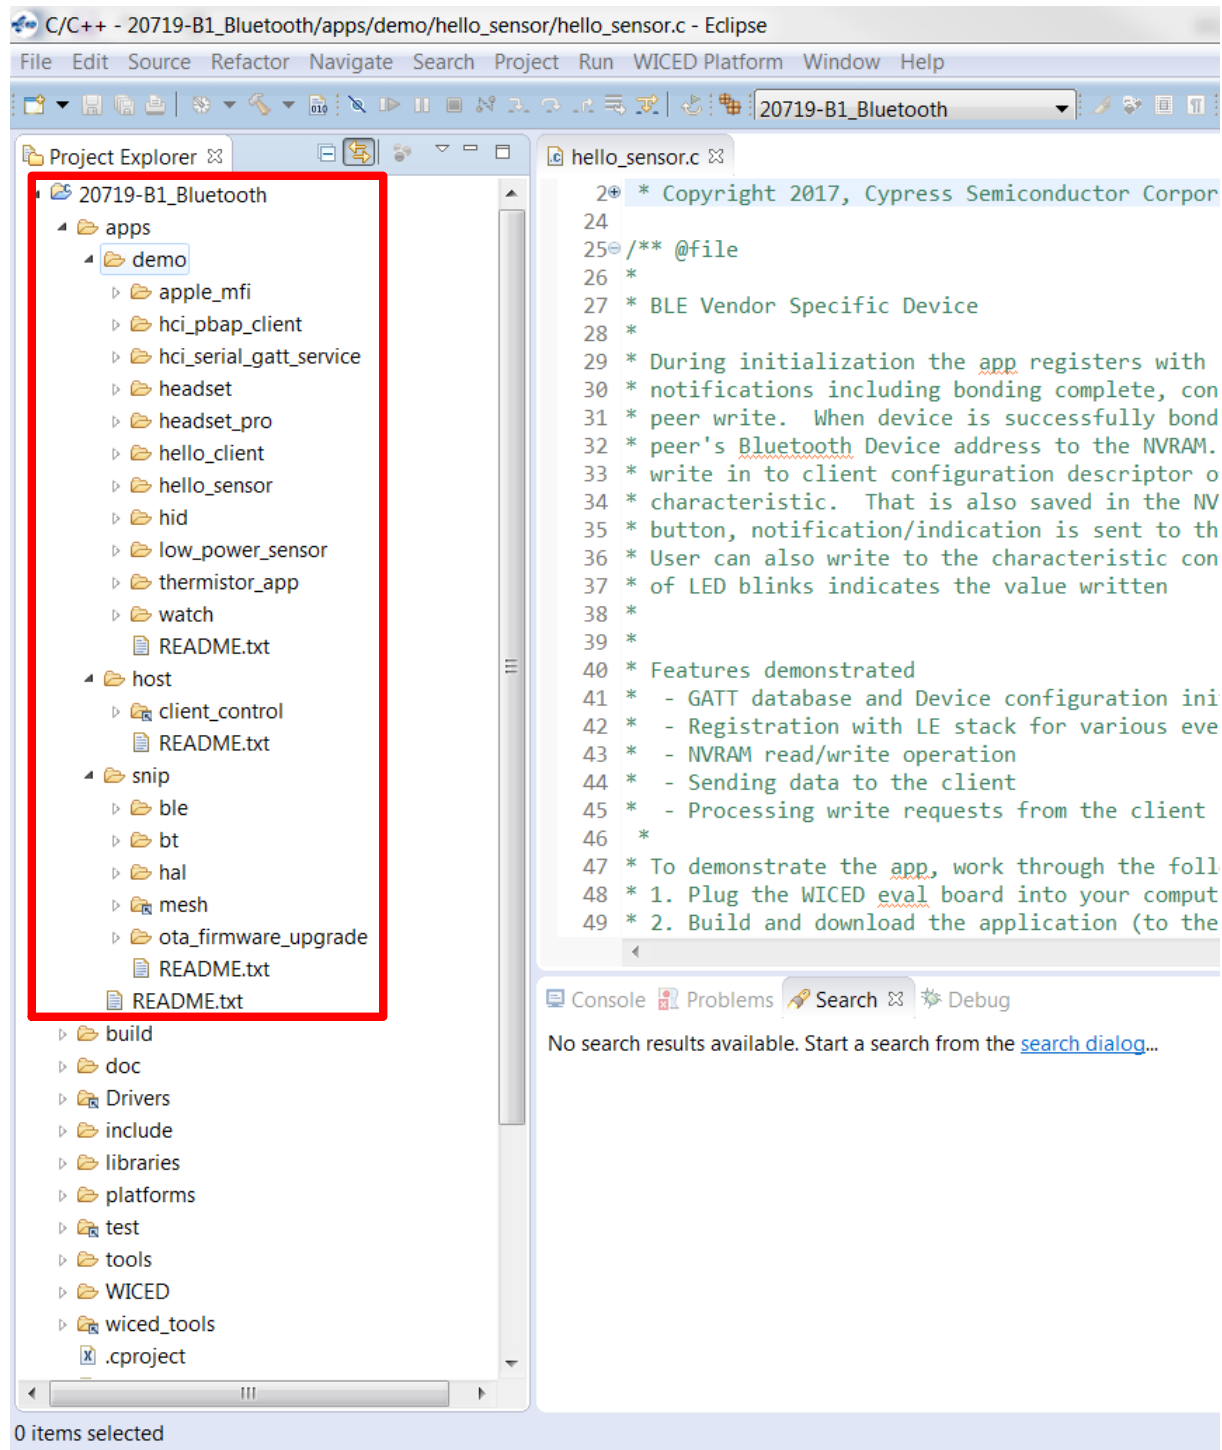 C/C++ - 20719-B1_Bluetooth/apps/demo/hello_sensor/hello_sensor.c - Eclipse
File Edit Source Refactor Navigate Search Project Run WICED Platform Window Help
20719-B1_Bluetooth
Project Explorer
20719-B1_Bluetooth
apps
demo
apple_mfi
hci_pbap_client
hci_serial_gatt_service
headset
headset_pro
hello_client
hello_sensor
hid
low_power_sensor
thermistor_app
watch
README.txt
host
client_control
README.txt
snip
ble
bt
hal
mesh
ota_firmware_upgrade
README.txt
README.txt
build
doc
Drivers
include
libraries
platforms
test
tools
WICED
wiced_tools
.cproject
0 items selected
hello_sensor.c
2 * Copyright 2017, Cypress Semiconductor Corpor
24
25 /** @file
26 *
27 * BLE Vendor Specific Device
28 *
29 * During initialization the app registers with
30 * notifications including bonding complete, con
31 * peer write.  When device is successfully bond
32 * peer's Bluetooth Device address to the NVRAM.
33 * write in to client configuration descriptor o
34 * characteristic.  That is also saved in the NV
35 * button, notification/indication is sent to th
36 * User can also write to the characteristic con
37 * of LED blinks indicates the value written
38 *
39 *
40 * Features demonstrated
41 *  - GATT database and Device configuration ini
42 *  - Registration with LE stack for various eve
43 *  - NVRAM read/write operation
44 *  - Sending data to the client
45 *  - Processing write requests from the client
46 *
47 * To demonstrate the app, work through the foll
48 * 1. Plug the WICED eval board into your comput
49 * 2. Build and download the application (to the
Console Problems Search Debug
No search results available. Start a search from the search dialog...